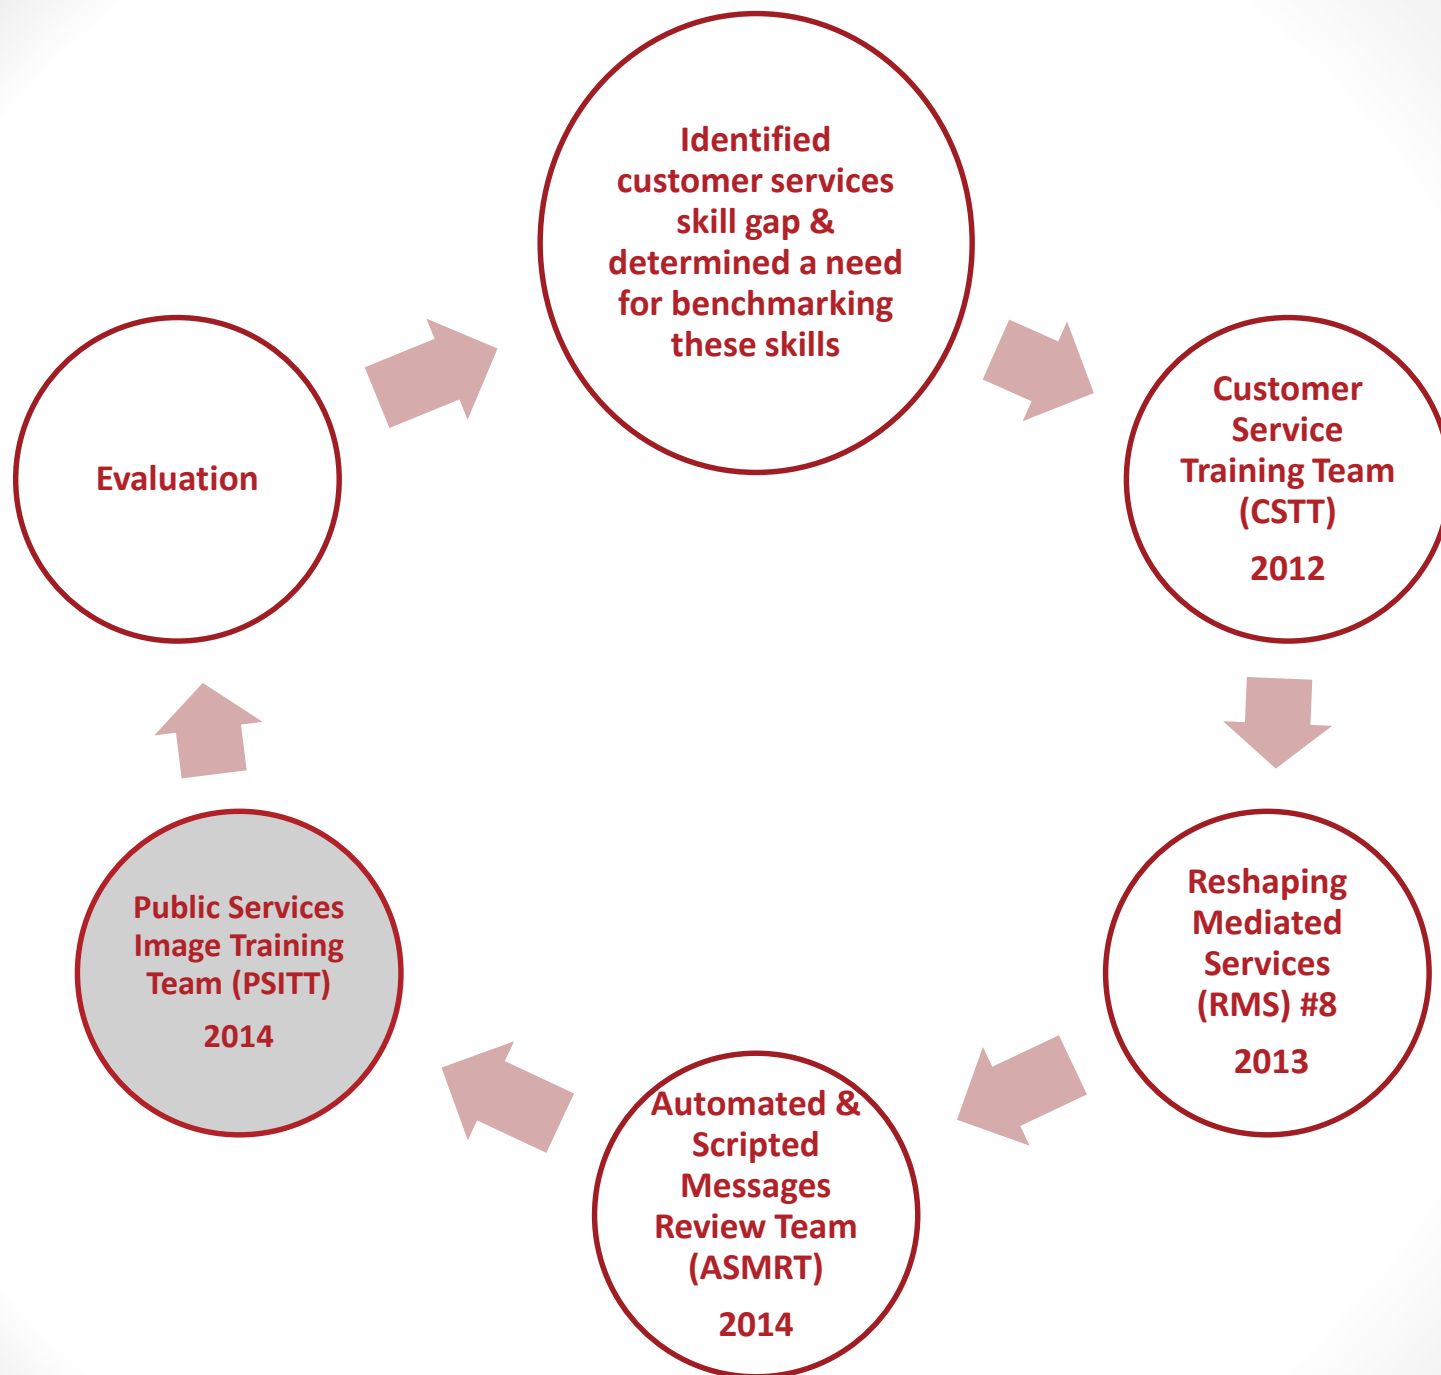 Identified
customer services
skill gap &
determined a need
for benchmarking
these skills
Customer
Service
Training Team
(CSTT)
2012
Reshaping
Mediated
Services
(RMS) #8
2013
Automated &
Scripted
Messages
Review Team
(ASMRT)
2014
Public Services
Image Training
Team (PSITT)
2014
Evaluation